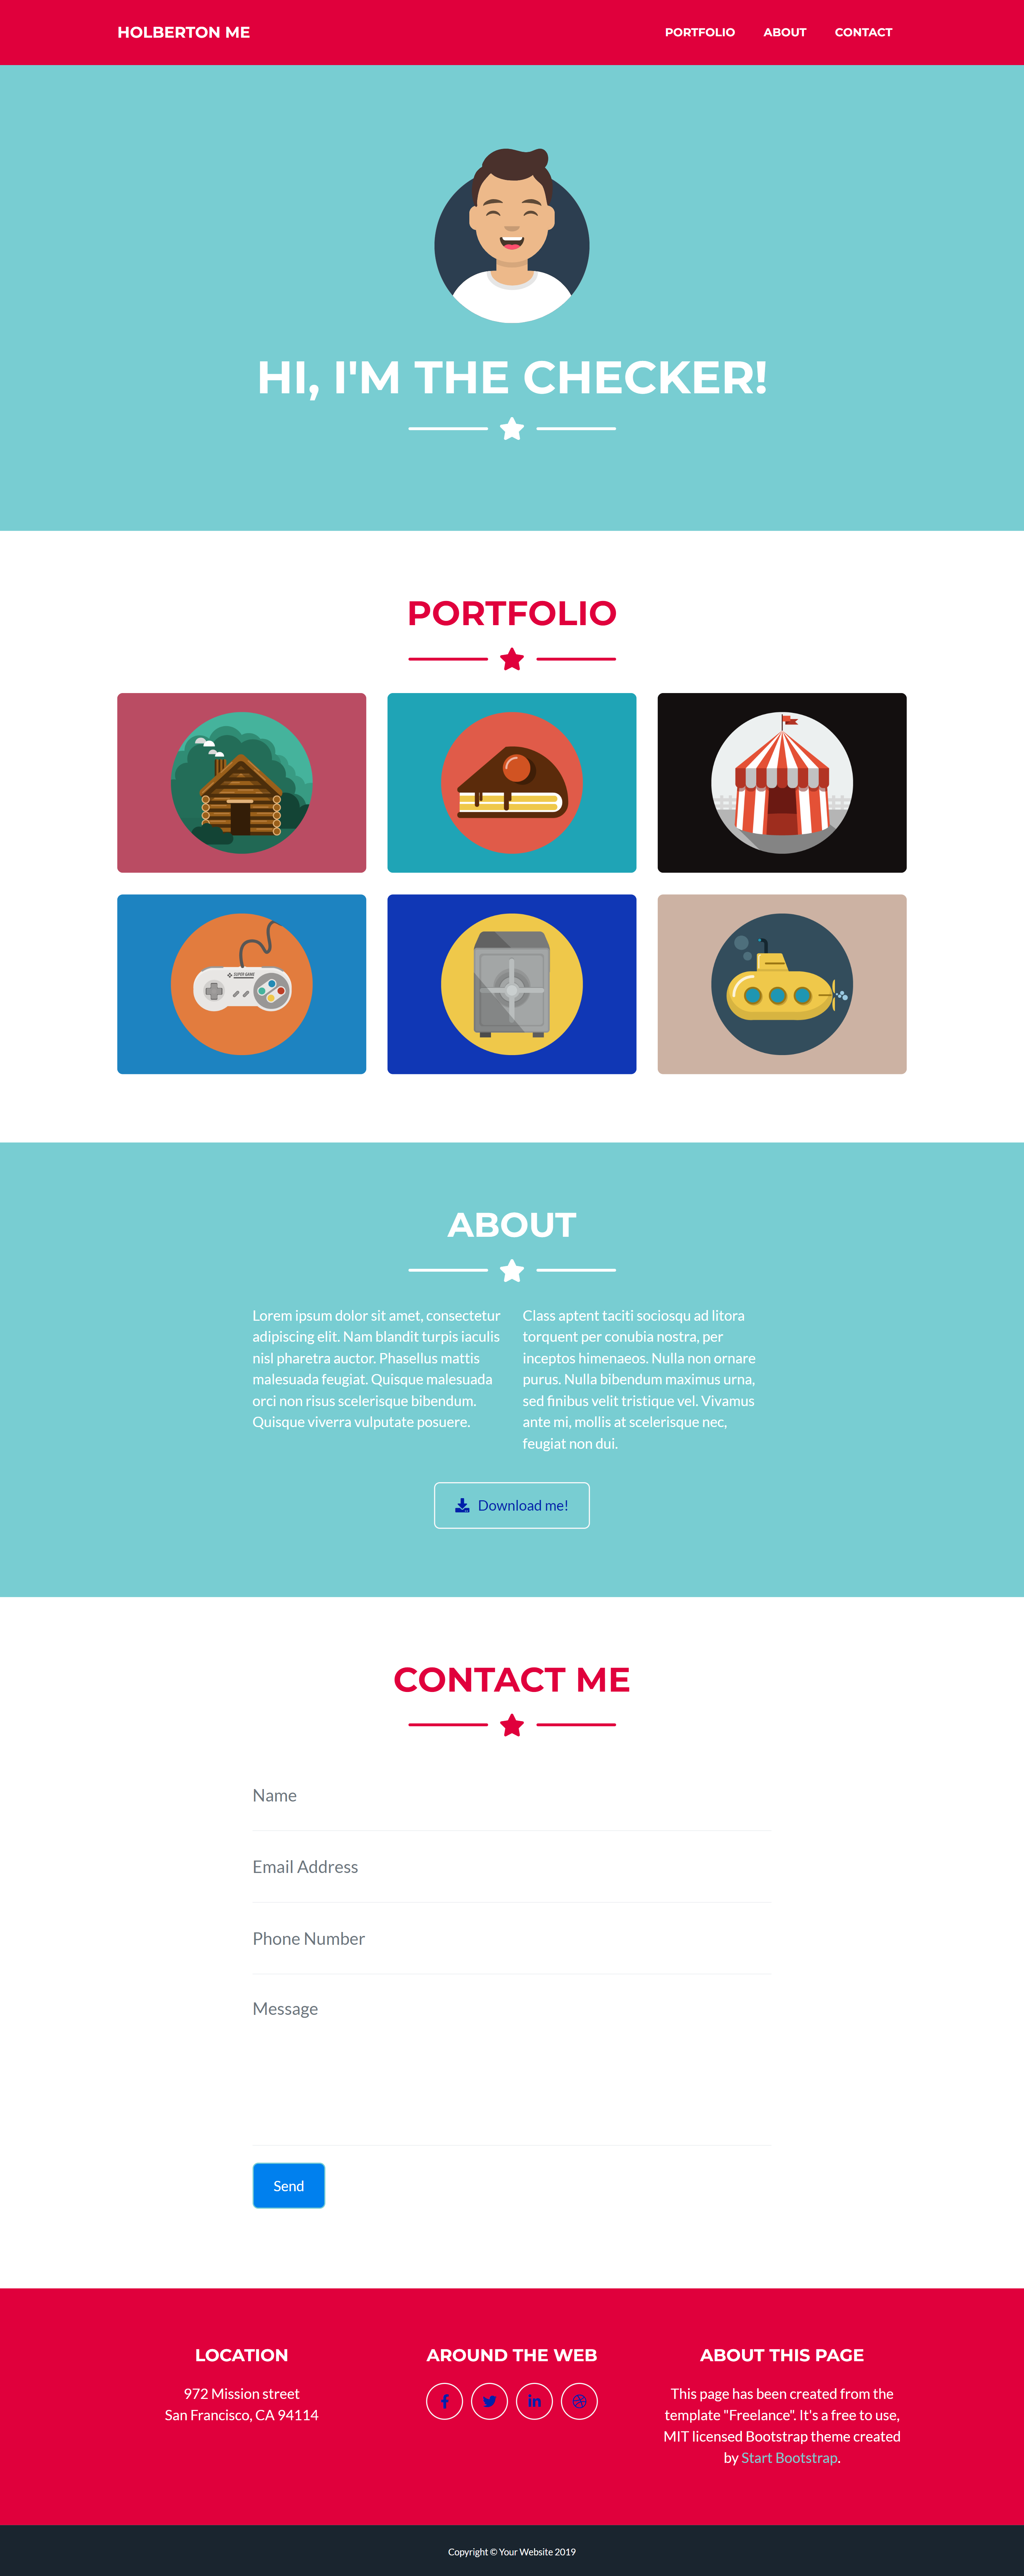 HOLBERTON ME
PORTFOLIO ABOUT CONTACT
HI, I'M THE CHECKER!
PORTFOLIO
SUPER GAME
ABOUT
Lorem ipsum dolor sit amet, consectetur
adipiscing elit. Nam blandit turpis iaculis
nisl pharetra auctor. Phasellus mattis
malesuada feugiat. Quisque malesuada
orci non risus scelerisque bibendum.
Quisque viverra vulputate posuere.
Class aptent taciti sociosqu ad litora
torquent per conubia nostra, per
inceptos himenaeos. Nulla non ornare
purus. Nulla bibendum maximus urna,
sed finibus velit tristique vel. Vivamus
ante mi, mollis at scelerisque nec,
feugiat non dui.
Download me!
CONTACT ME
Name
Email Address
Phone Number
Message
Send
LOCATION
972 Mission street
San Francisco, CA 94114
AROUND THE WEB
ABOUT THIS PAGE
This page has been created from the
template "Freelance". It's a free to use,
MIT licensed Bootstrap theme created
by Start Bootstrap.
Copyright © Your Website 2019